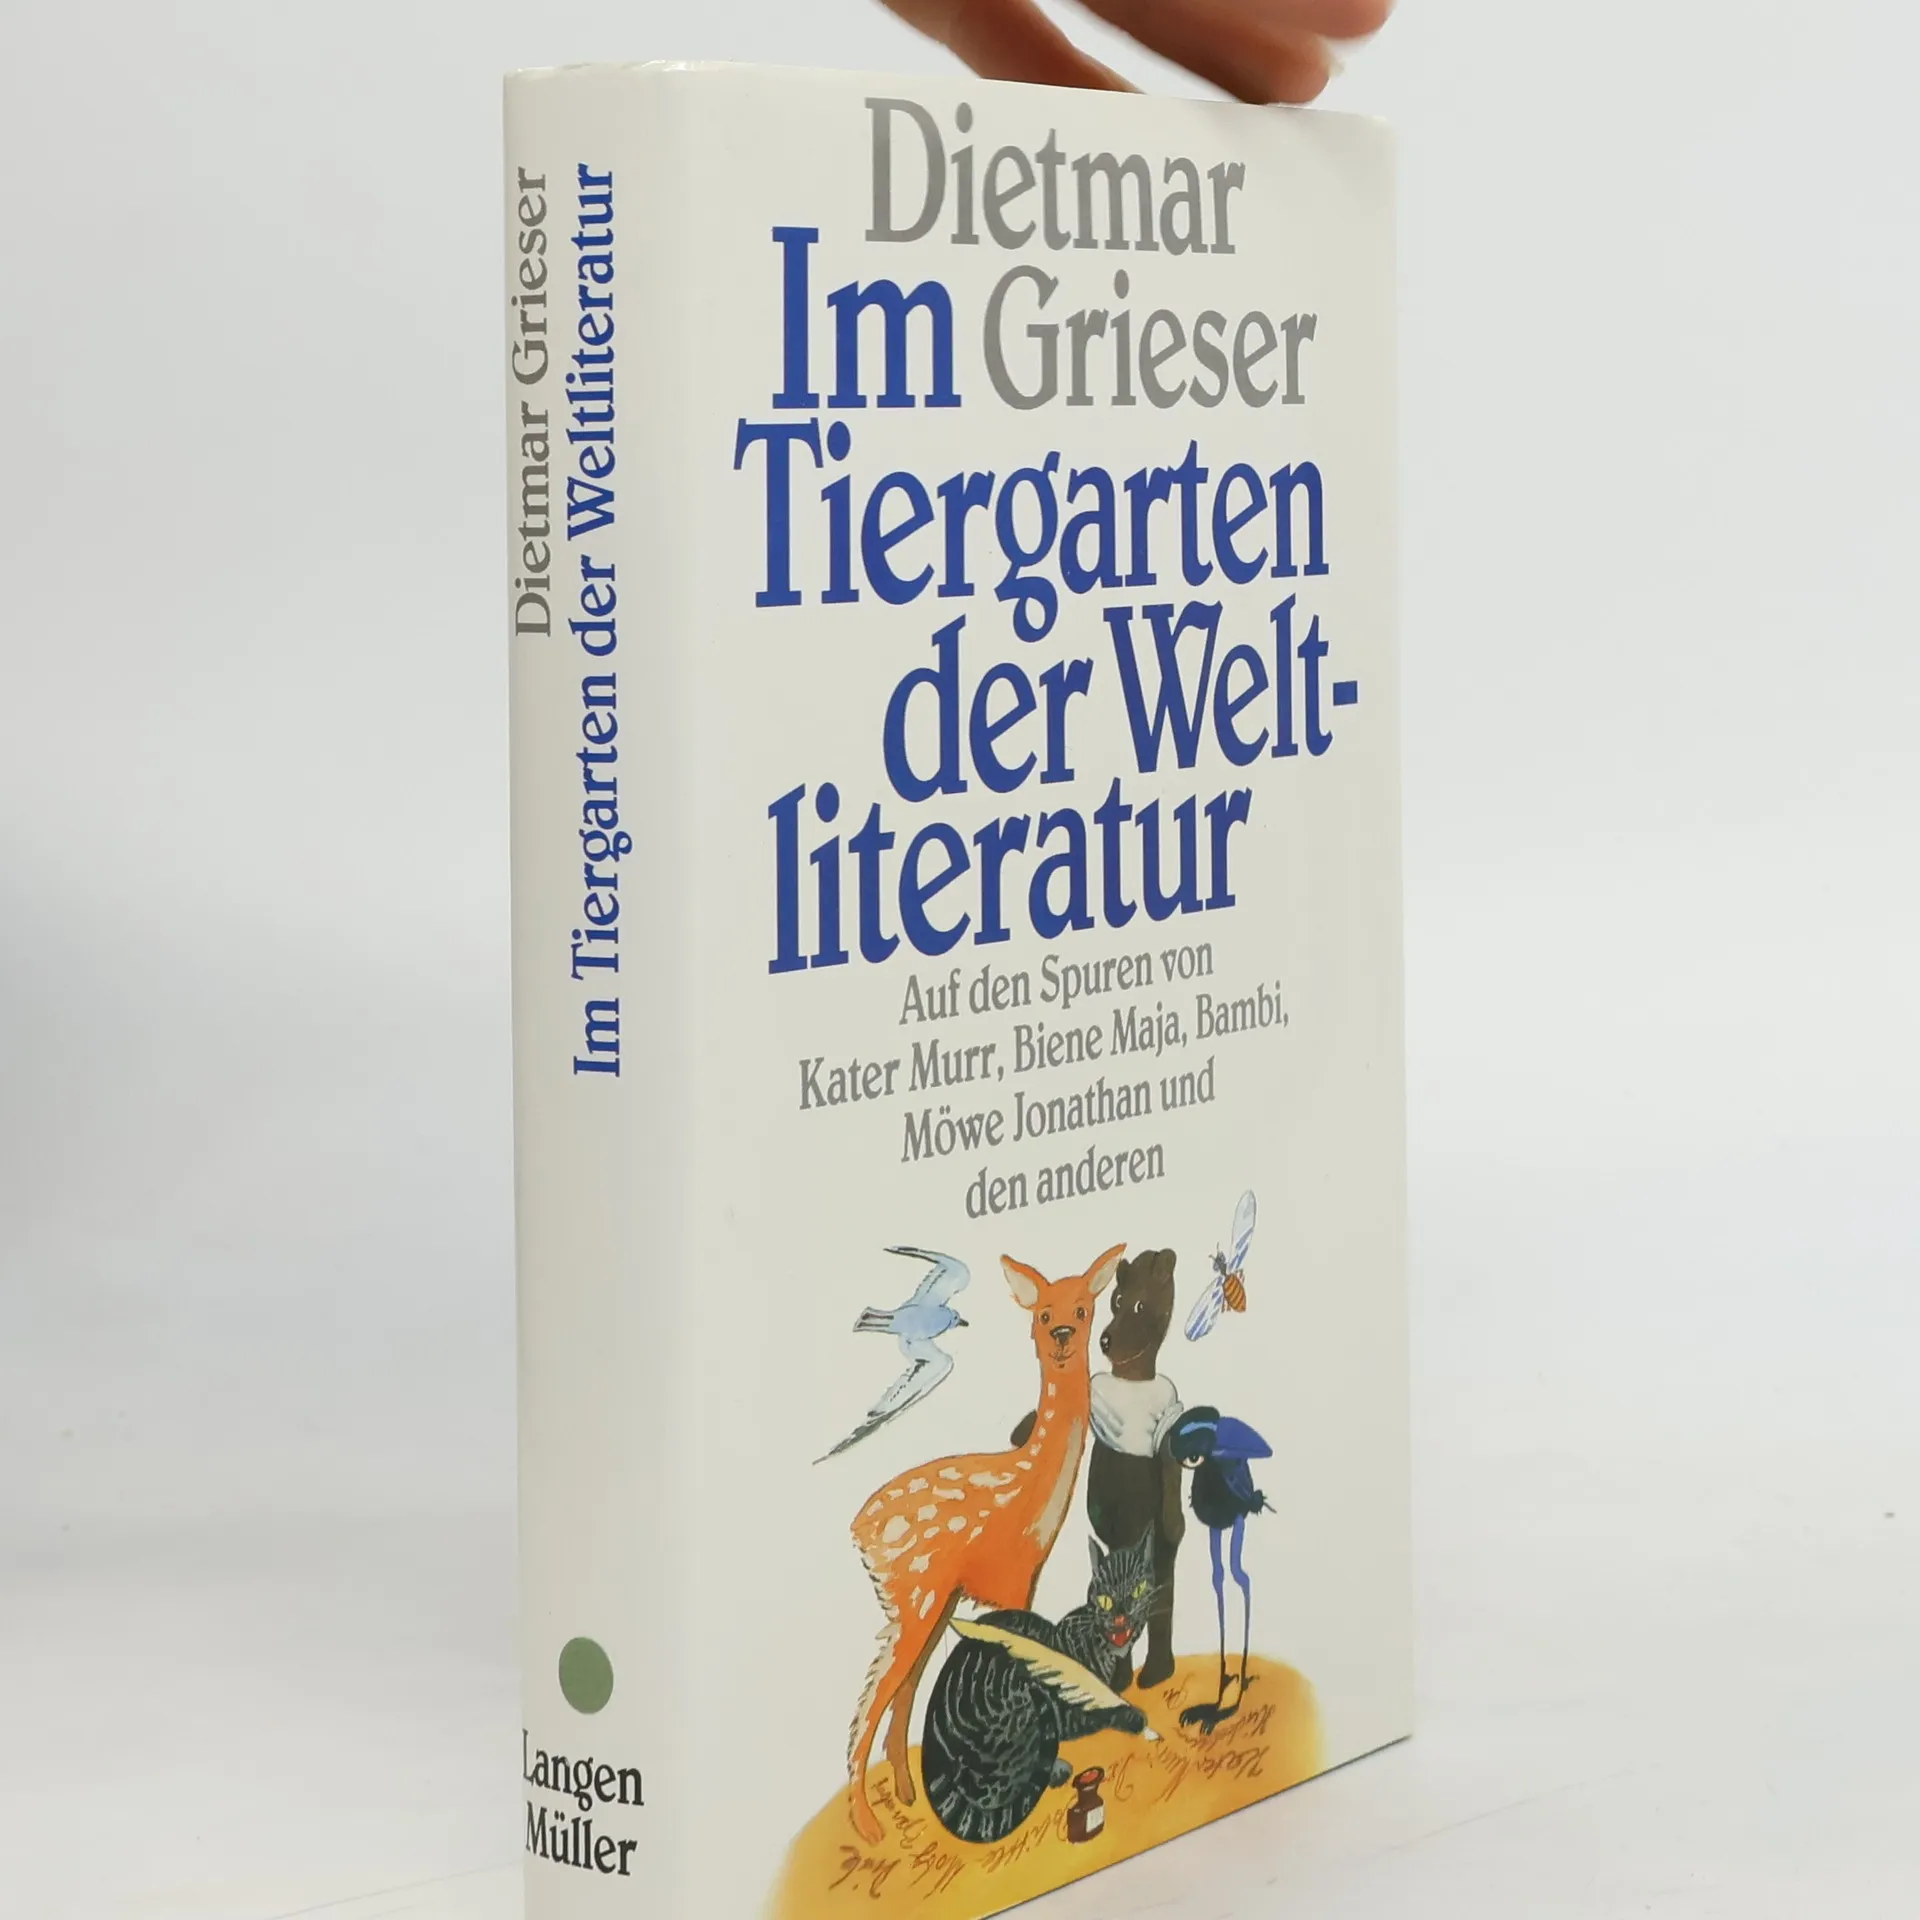 Dietmar Grieser
Im Tiergarten der Weltliteratur
Langen
Müller
Dietmar
Im Grieser
Tiergarten
der Welt-
literatur
Auf den Spuren von
Kater Murr, Biene Maja, Bambi,
Möwe Jonathan und
den anderen